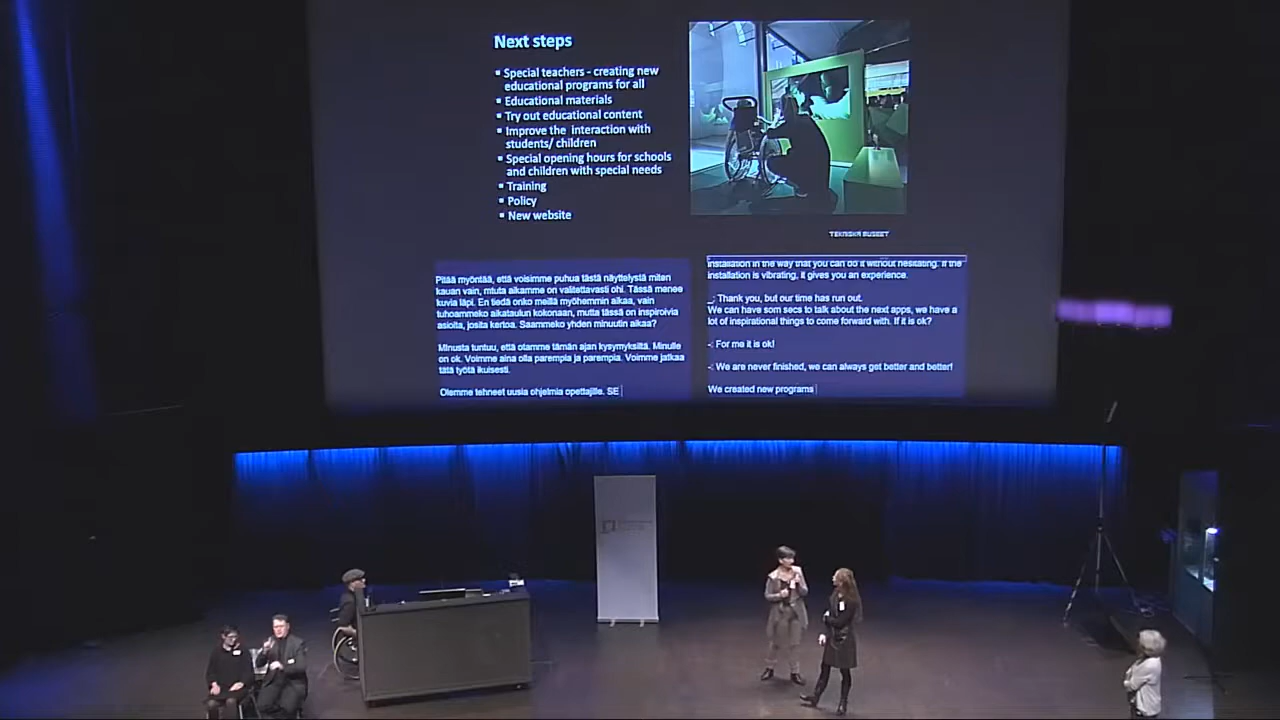 Next steps
▪ Special teachers - creating new
educational programs for all
▪ Educational materials
▪ Try out educational content
▪ Improve the interaction with
students/ children
▪ Special opening hours for schools
and children with special needs
▪ Training
▪ Policy
▪ New website
TEKNISKA MUSEET
Pitää myöntää, että voisimme puhua tästä näyttelystä miten
kauan vain, mtuta aikamme on valitettavasti ohi. Tässä menee
kuvia läpi. En tiedä onko meillä myöhemmin aikaa, vain
tuhoammeko aikataulun kokonaan, mutta tässä on inspiroivia
asioita, josita kertoa. Saammeko yhden minuutin aikaa?
Minusta tuntuu, että otamme tämän ajan kysymyksiltä. Minulle
on ok. Voimme aina olla parempia ja parempia. Voimme jatkaa
tätä työtä ikuisesti.
Olemme tehneet uusia ohjelmia opettajille. SE
installation in the way that you can do it without hesitating. If the
installation is vibrating, it gives you an experience.
_: Thank you, but our time has run out.
We can have som secs to talk about the next apps, we have a
lot of inspirational things to come forward with. If it is ok?
-: For me it is ok!
-: We are never finished, we can always get better and better!
We created new programs